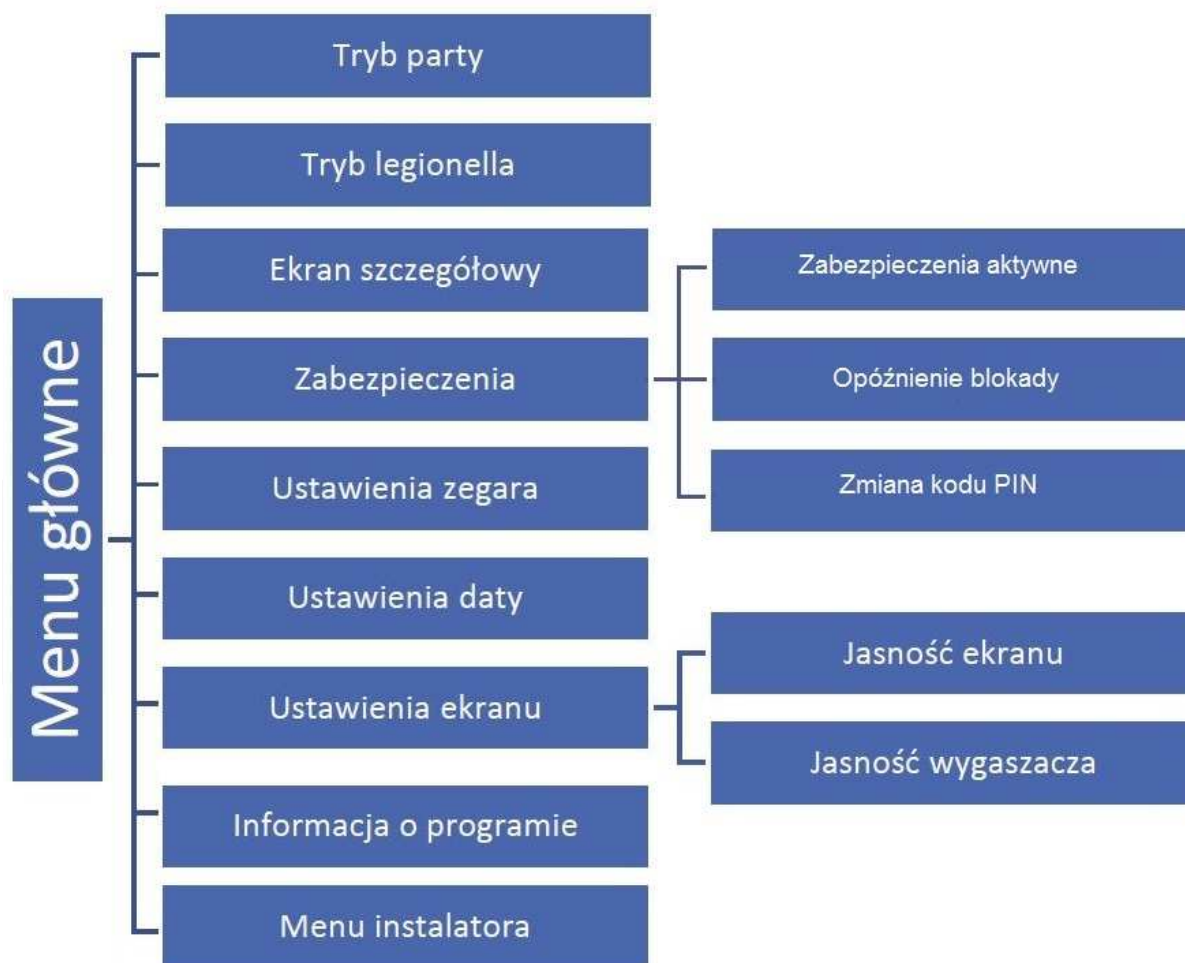 Menu główne
Tryb party
Tryb legionella
Ekran szczegółowy
Zabezpieczenia
Zabezpieczenia aktywne
Opóźnienie blokady
Zmiana kodu PIN
Ustawienia zegara
Ustawienia daty
Ustawienia ekranu
Jasność ekranu
Jasność wygaszacza
Informacja o programie
Menu instalatora